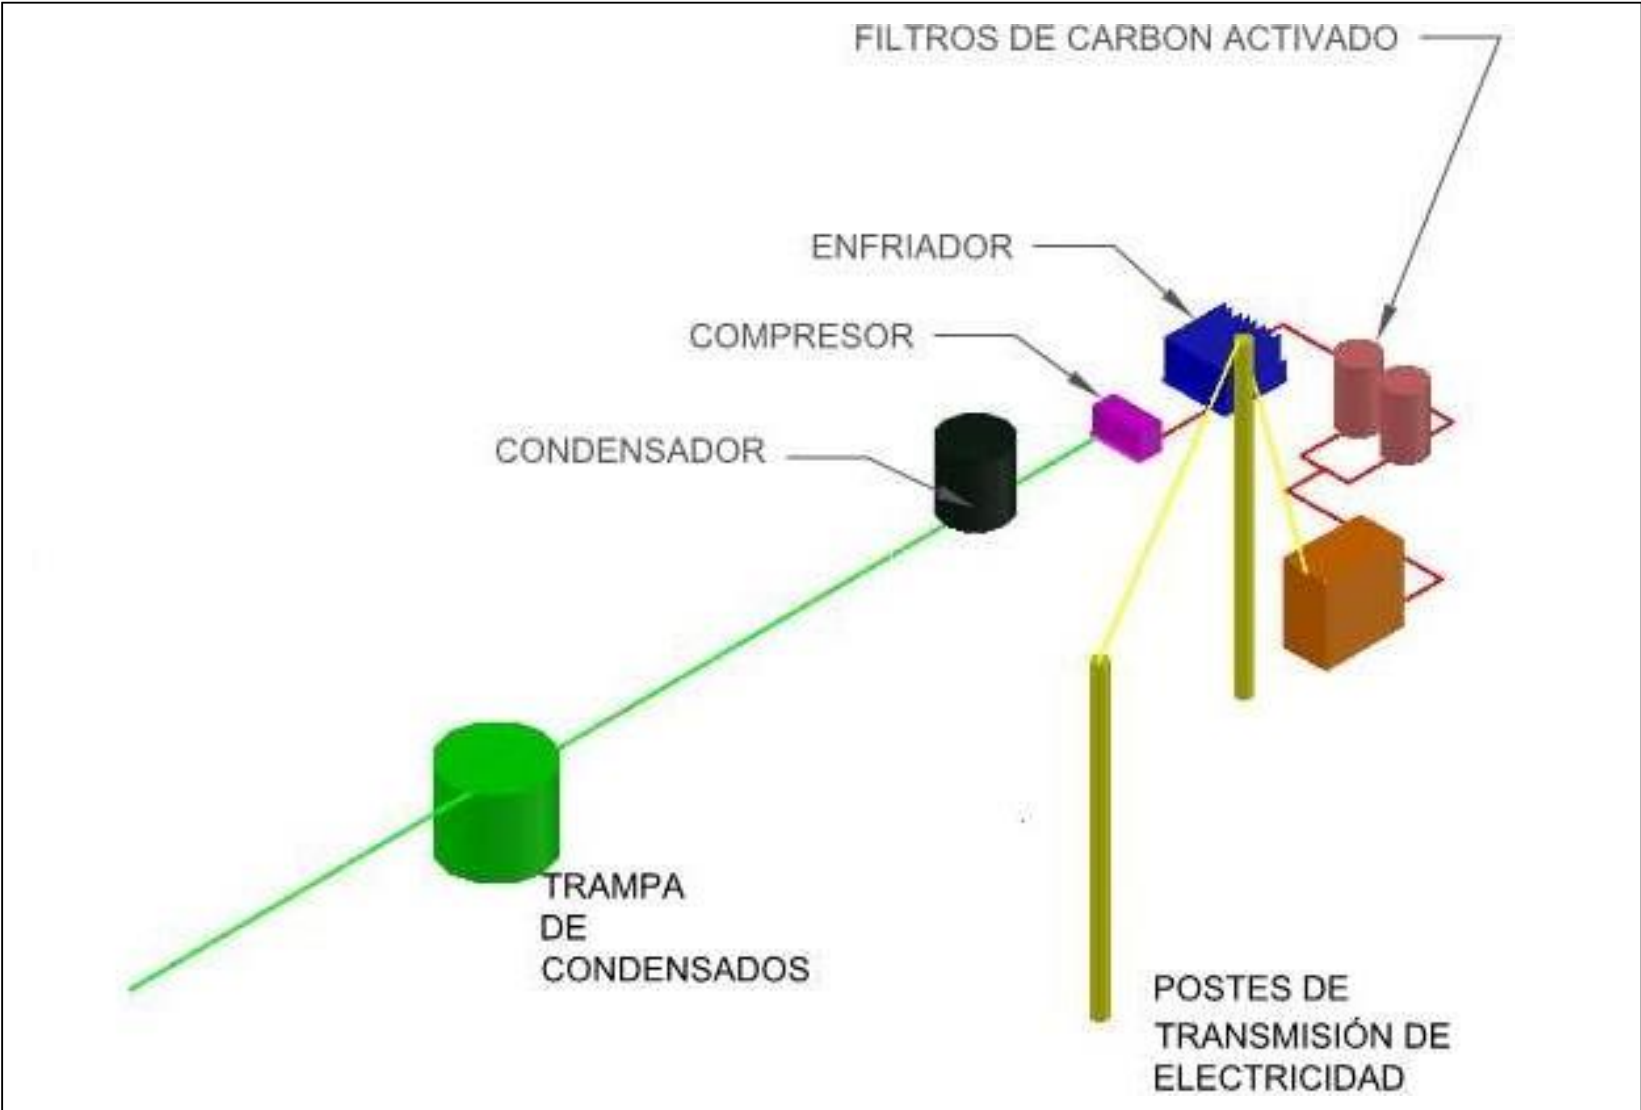 FILTROS DE CARBON ACTIVADO
ENFRIADOR
COMPRESOR
CONDENSADOR
TRAMPA
DE
CONDENSADOS
POSTES DE
TRANSMISIÓN DE
ELECTRICIDAD